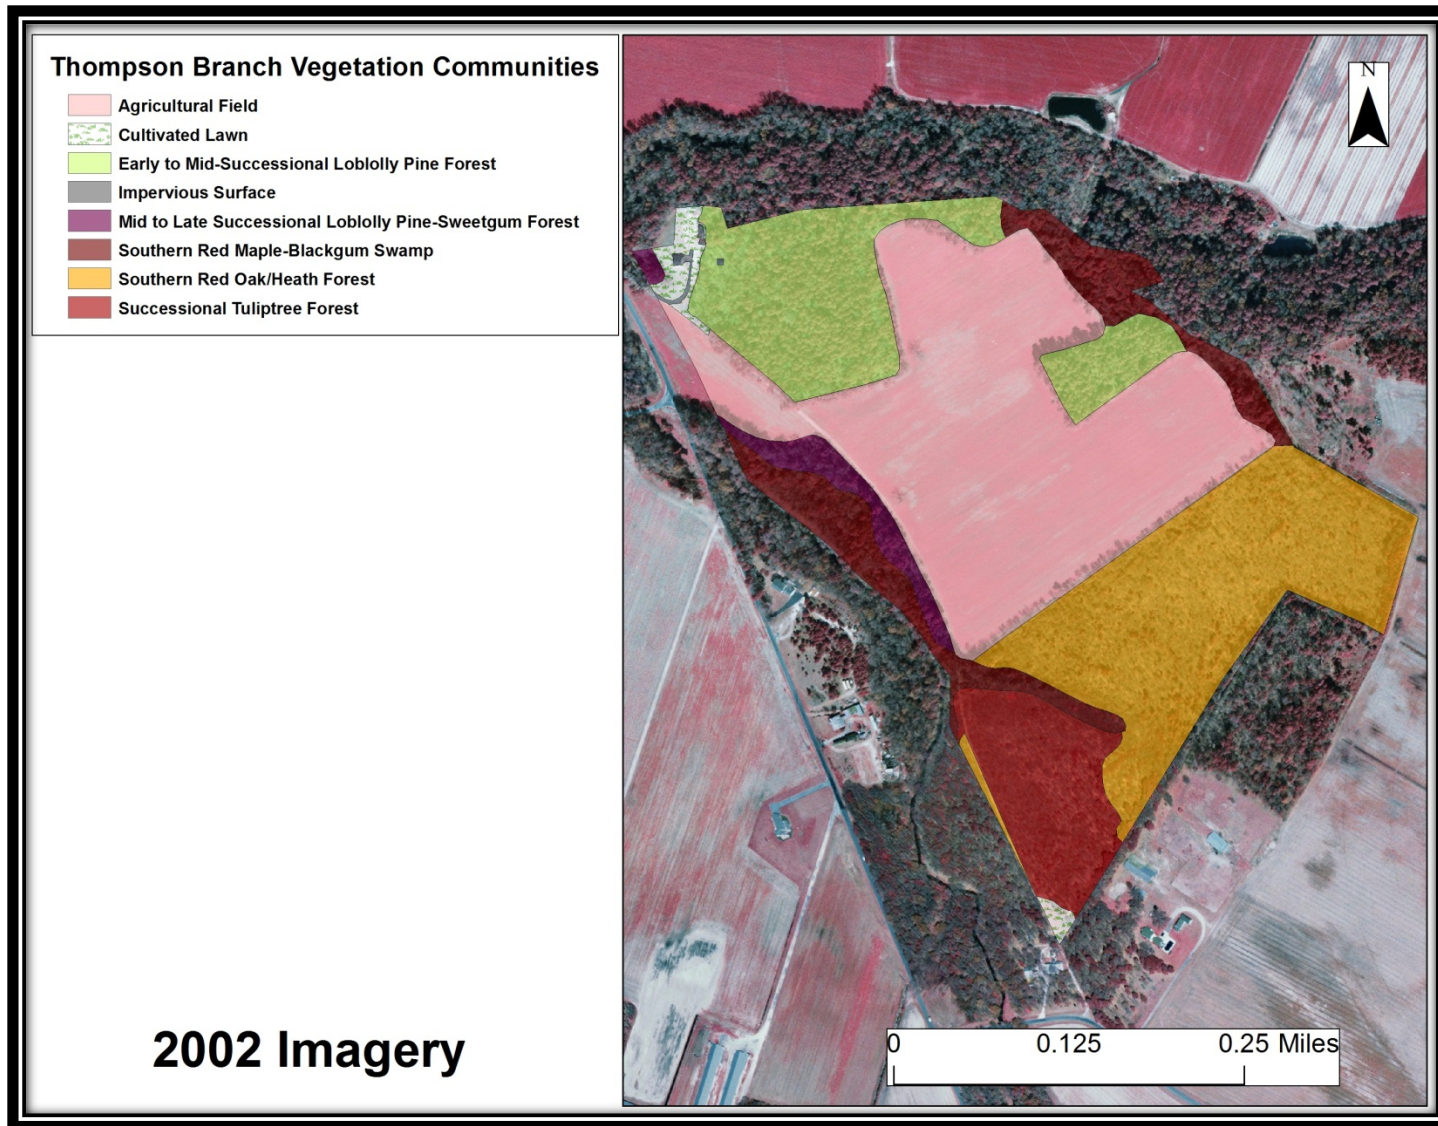 Thompson Branch Vegetation Communities
Agricultural Field
Cultivated Lawn
Early to Mid-Successional Loblolly Pine Forest
Impervious Surface
Mid to Late Successional Loblolly Pine-Sweetgum Forest
Southern Red Maple-Blackgum Swamp
Southern Red Oak/Heath Forest
Successional Tuliptree Forest
N
2002 Imagery
0 0.125 0.25 Miles